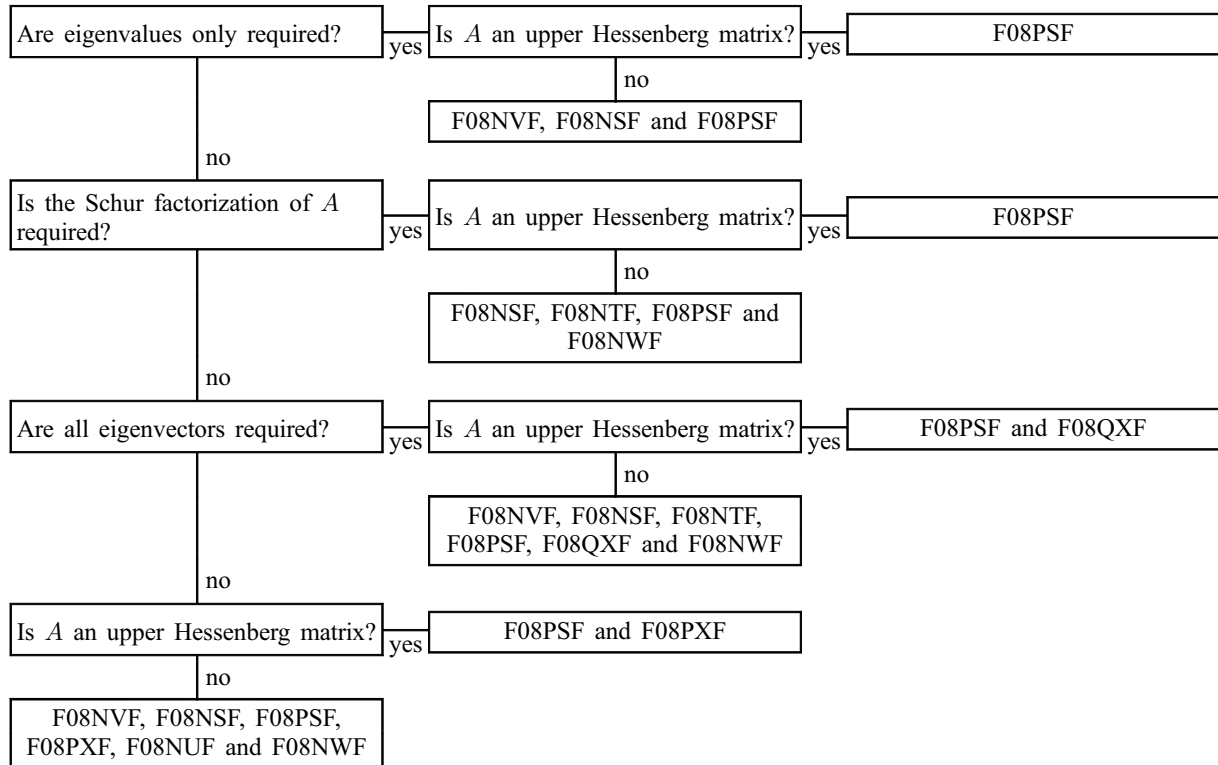 Are eigenvalues only required?
yes
Is A an upper Hessenberg matrix?
yes
F08PSF
no
F08NVF, F08NSF and F08PSF
no
Is the Schur factorization of A
required?
yes
Is A an upper Hessenberg matrix?
yes
F08PSF
no
F08NSF, F08NTF, F08PSF and
F08NWF
no
Are all eigenvectors required?
yes
Is A an upper Hessenberg matrix?
yes
F08PSF and F08QXF
no
F08NVF, F08NSF, F08NTF,
F08PSF, F08QXF and F08NWF
no
Is A an upper Hessenberg matrix?
yes
F08PSF and F08PXF
no
F08NVF, F08NSF, F08PSF,
F08PXF, F08NUF and F08NWF